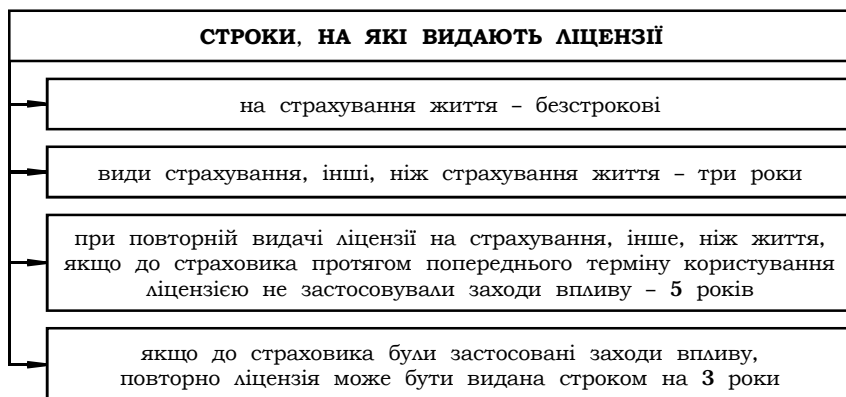 СТРОКИ, НА ЯКІ ВИДАЮТЬ ЛІЦЕНЗІЇ
на страхування життя – безстрокові
види страхування, інші, ніж страхування життя – три роки
при повторній видачі ліцензії на страхування, інше, ніж життя,
якщо до страховика протягом попереднього терміну користування
ліцензією не застосовували заходи впливу – 5 років
якщо до страховика були застосовані заходи впливу,
повторно ліцензія може бути видана строком на 3 роки